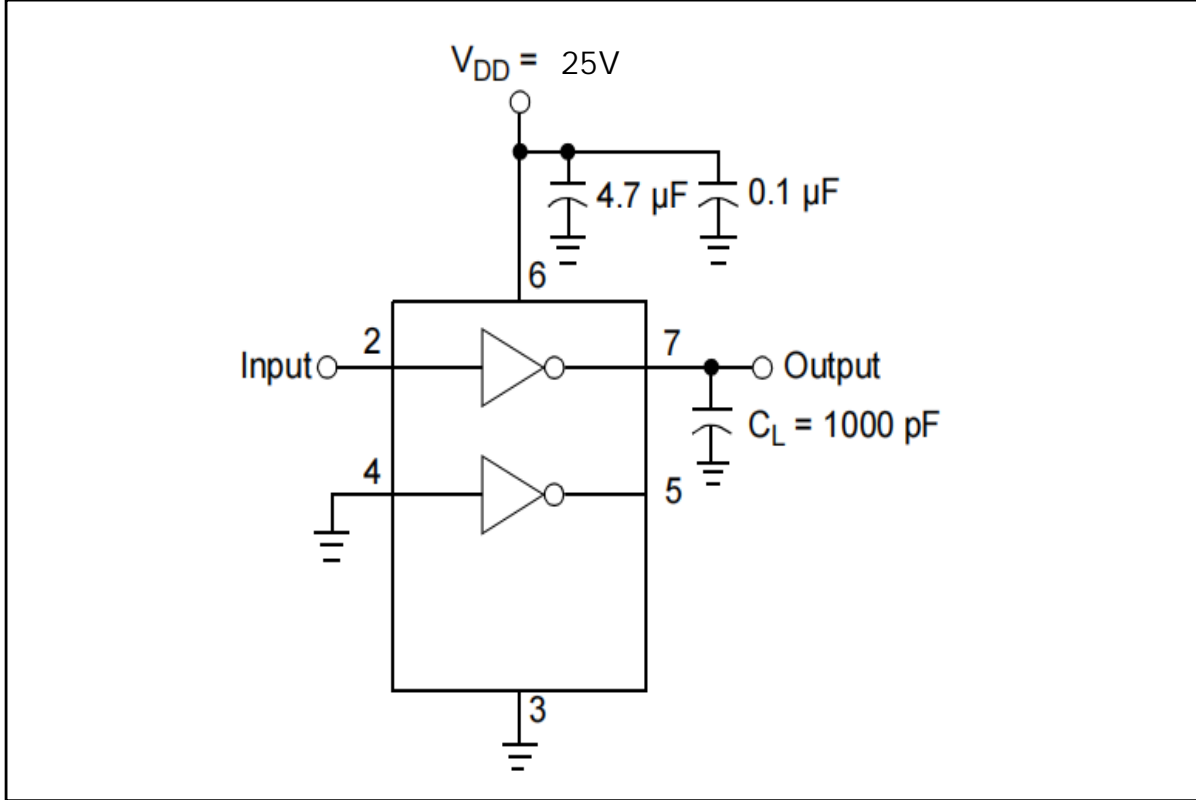 VDD = 25V
4.7 µF
0.1 µF
6
Input
2
7
Output
CL = 1000 pF
4
5
3